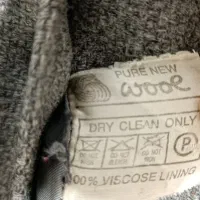 PURE NEW
wool
DRY CLEAN ONLY
P
00% VISCOSE LINING